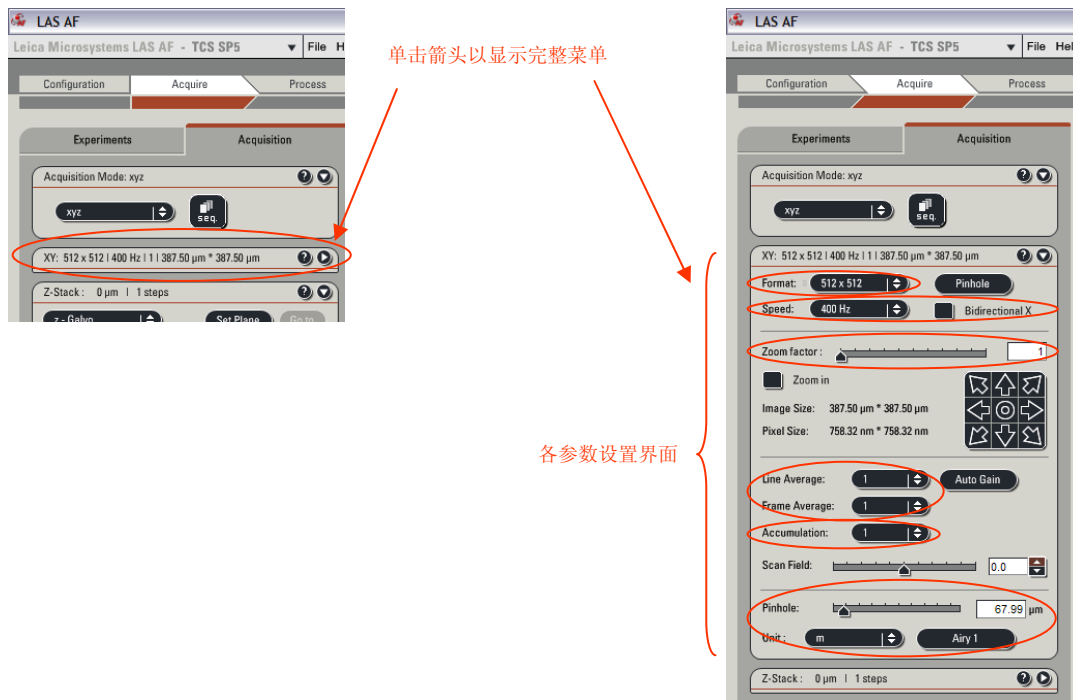 LAS AF
Leica Microsystems LAS AF - TCS SP5
File H
Configuration Acquire Process
Experiments Acquisition
Acquisition Mode: xyz
xyz
seq.
XY: 512 x 512 | 400 Hz | 1 | 387.50 µm * 387.50 µm
Z-Stack: 0 µm | 1 steps
z - Galvo Set Plane Go to
单击箭头以显示完整菜单
各参数设置界面
LAS AF
Leica Microsystems LAS AF - TCS SP5
File Hel
Configuration Acquire Process
Experiments Acquisition
Acquisition Mode: xyz
xyz
seq.
XY: 512 x 512 | 400 Hz | 1 | 387.50 µm * 387.50 µm
Format: 512 x 512 Pinhole
Speed: 400 Hz Bidirectional X
Zoom factor : 1
Zoom in
Image Size: 387.50 µm * 387.50 µm
Pixel Size: 758.32 nm * 758.32 nm
Line Average: 1 Auto Gain
Frame Average: 1
Accumulation: 1
Scan Field: 0.0
Pinhole: 67.99 µm
Unit : m Airy 1
Z-Stack: 0 µm | 1 steps